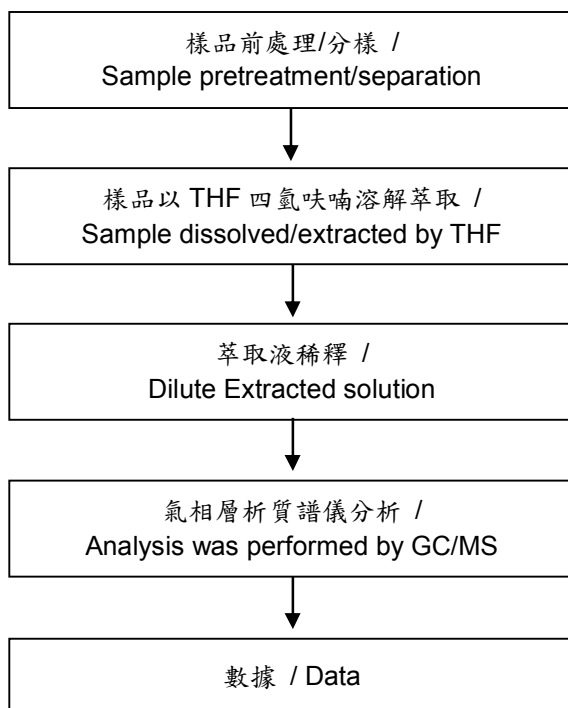 樣品前處理/分樣 /
Sample pretreatment/separation
樣品以 THF 四氫呋喃溶解萃取 /
Sample dissolved/extracted by THF
萃取液稀釋 /
Dilute Extracted solution
氣相層析質譜儀分析 /
Analysis was performed by GC/MS
數據 / Data